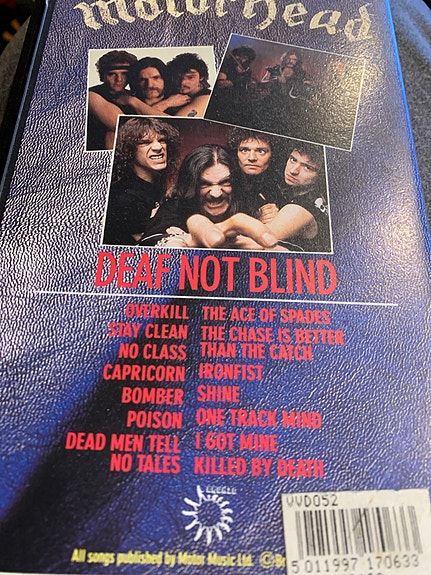 Motörhead
DEAF NOT BLIND
OVERKILL
STAY CLEAN
NO CLASS
CAPRICORN
BOMBER
POISON
DEAD MEN TELL
NO TALES
THE ACE OF SPADES
THE CHASE IS BETTER
THAN THE CATCH
IRONFIST
SHINE
ONE TRACK MIND
I GOT MINE
KILLED BY DEATH
VVD052
5 011997 170633
All songs published by Motor Music Ltd. ©